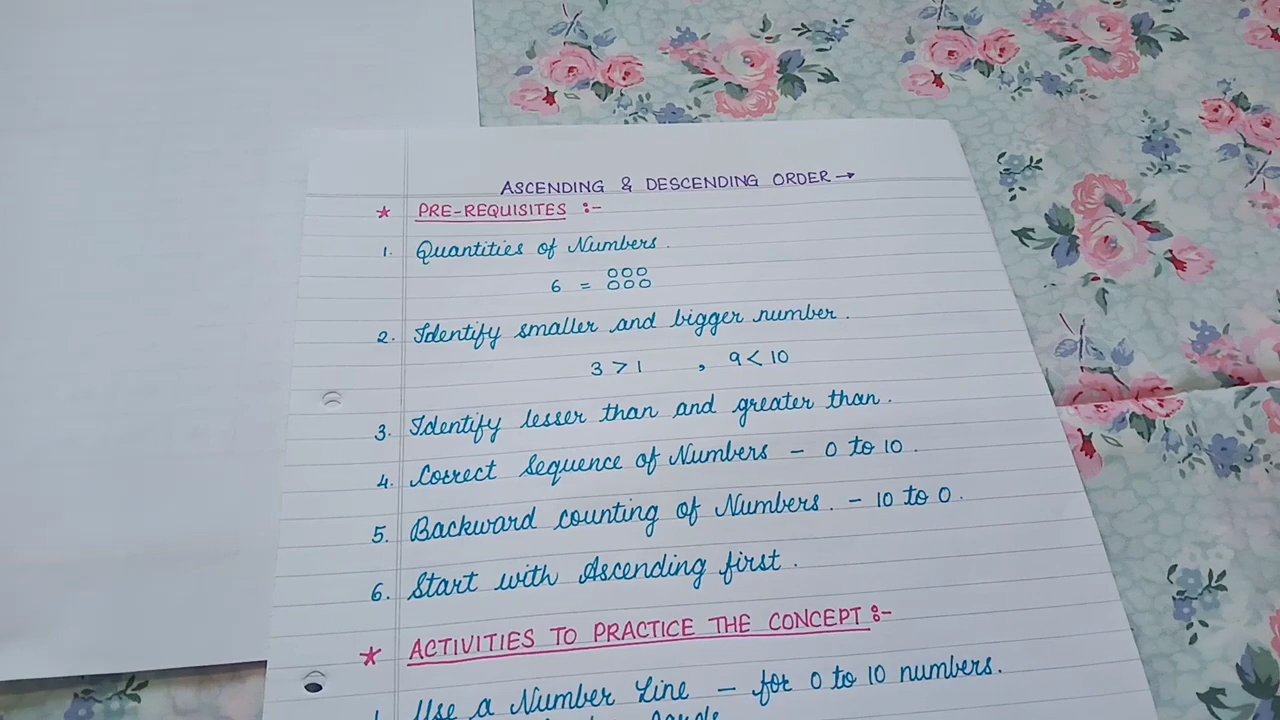 ASCENDING & DESCENDING ORDER →
* PRE-REQUISITES :-
1. Quantities of Numbers.
6 = 000
000
2. Identify smaller and bigger number.
3 > 1 , 9 < 10
3. Identify lesser than and greater than.
4. Correct Sequence of Numbers - 0 to 10.
5. Backward counting of Numbers. - 10 to 0.
6. Start with Ascending first.
* ACTIVITIES TO PRACTICE THE CONCEPT :-
1. Use a Number Line - for 0 to 10 numbers.